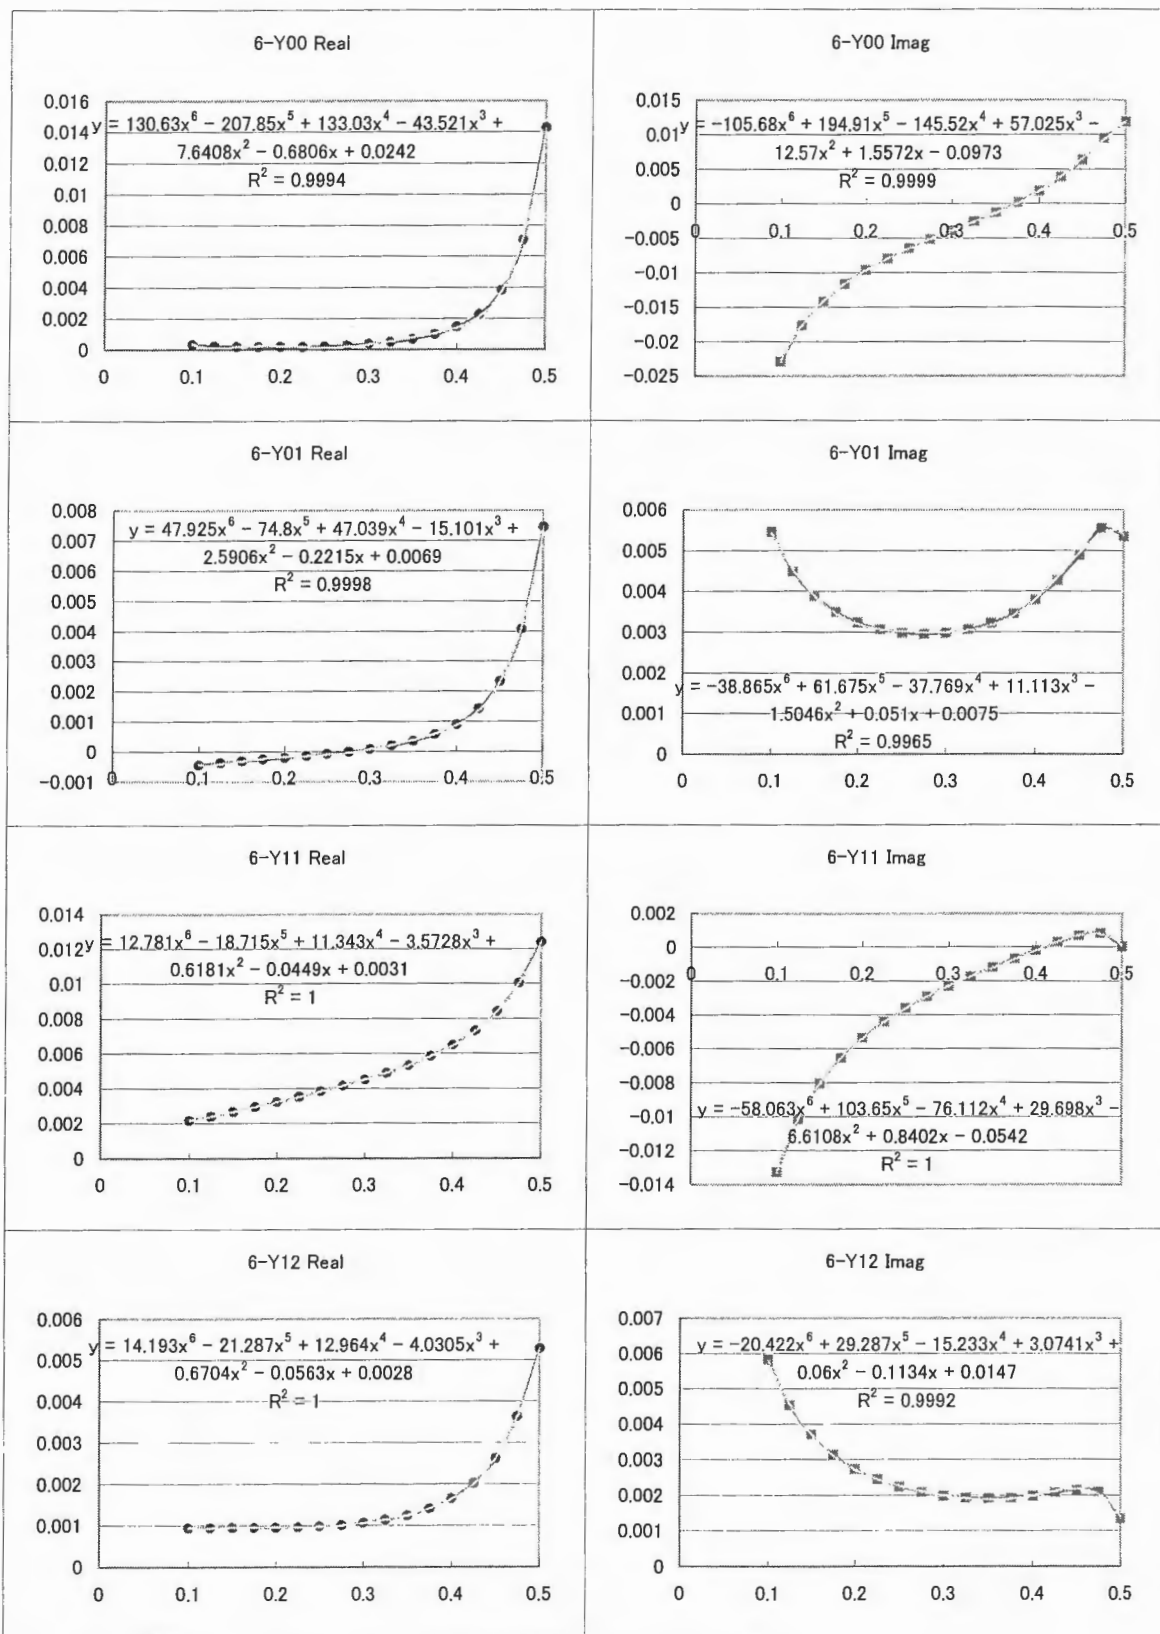 6-Y00 Real
0.016
0.014
0.012
0.01
0.008
0.006
0.004
0.002
0
y = 130.63x^6 − 207.85x^5 + 133.03x^4 − 43.521x^3 +
7.6408x^2 − 0.6806x + 0.0242
R^2 = 0.9994
0 0.1 0.2 0.3 0.4 0.5
6-Y00 Imag
0.015
0.01
0.005
0
−0.005
−0.01
−0.015
−0.02
−0.025
y = −105.68x^6 + 194.91x^5 − 145.52x^4 + 57.025x^3 −
12.57x^2 + 1.5572x − 0.0973
R^2 = 0.9999
0 0.1 0.2 0.3 0.4 0.5
6-Y01 Real
0.008
0.007
0.006
0.005
0.004
0.003
0.002
0.001
0
−0.001
y = 47.925x^6 − 74.8x^5 + 47.039x^4 − 15.101x^3 +
2.5906x^2 − 0.2215x + 0.0069
R^2 = 0.9998
0 0.1 0.2 0.3 0.4 0.5
6-Y01 Imag
0.006
0.005
0.004
0.003
0.002
0.001
0
y = −38.865x^6 + 61.675x^5 − 37.769x^4 + 11.113x^3 −
1.5046x^2 + 0.051x + 0.0075
R^2 = 0.9965
0 0.1 0.2 0.3 0.4 0.5
6-Y11 Real
0.014
0.012
0.01
0.008
0.006
0.004
0.002
0
y = 12.781x^6 − 18.715x^5 + 11.343x^4 − 3.5728x^3 +
0.6181x^2 − 0.0449x + 0.0031
R^2 = 1
0 0.1 0.2 0.3 0.4 0.5
6-Y11 Imag
0.002
0
−0.002
−0.004
−0.006
−0.008
−0.01
−0.012
−0.014
0 0.1 0.2 0.3 0.4 0.5
y = −58.063x^6 + 103.65x^5 − 76.112x^4 + 29.698x^3 −
6.6108x^2 + 0.8402x − 0.0542
R^2 = 1
6-Y12 Real
0.006
0.005
0.004
0.003
0.002
0.001
0
y = 14.193x^6 − 21.287x^5 + 12.964x^4 − 4.0305x^3 +
0.6704x^2 − 0.0563x + 0.0028
R^2 = 1
0 0.1 0.2 0.3 0.4 0.5
6-Y12 Imag
0.007
0.006
0.005
0.004
0.003
0.002
0.001
0
y = −20.422x^6 + 29.287x^5 − 15.233x^4 + 3.0741x^3 +
0.06x^2 − 0.1134x + 0.0147
R^2 = 0.9992
0 0.1 0.2 0.3 0.4 0.5